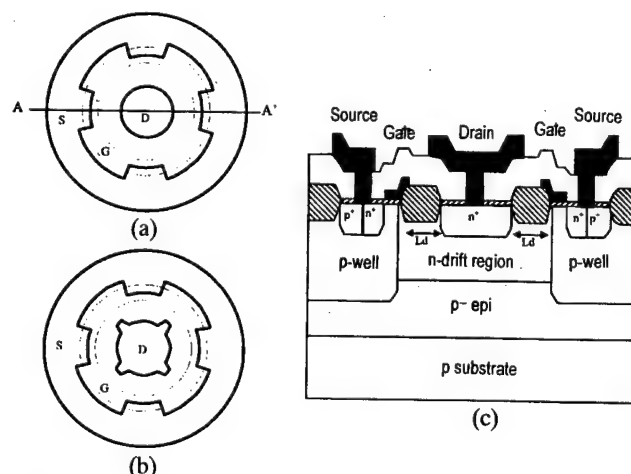 A S D A'
G
(a)
S D
G
(b)
Source Source
Gate Drain Gate
p+ n+ n+ n+ p+
Ld Ld
p-well n-drift region p-well
p- epi
p substrate
(c)